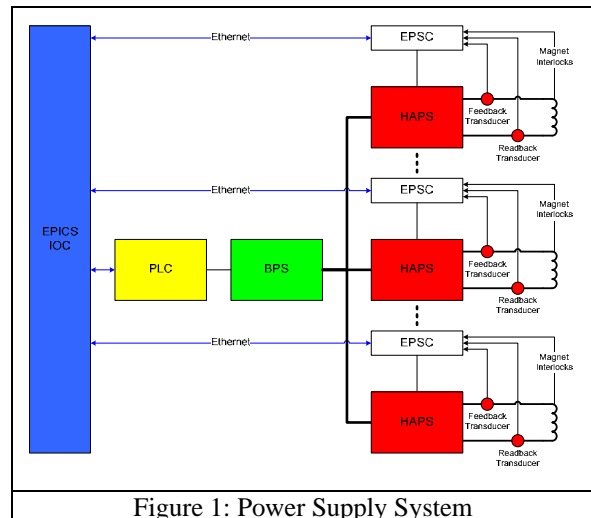 Ethernet
EPSC
Magnet
Interlocks
HAPS
Feedback
Transducer
Readback
Transducer
Ethernet
EPSC
Magnet
Interlocks
EPICS
IOC
PLC
BPS
HAPS
Feedback
Transducer
Readback
Transducer
Ethernet
EPSC
Magnet
Interlocks
HAPS
Feedback
Transducer
Readback
Transducer
Figure 1: Power Supply System